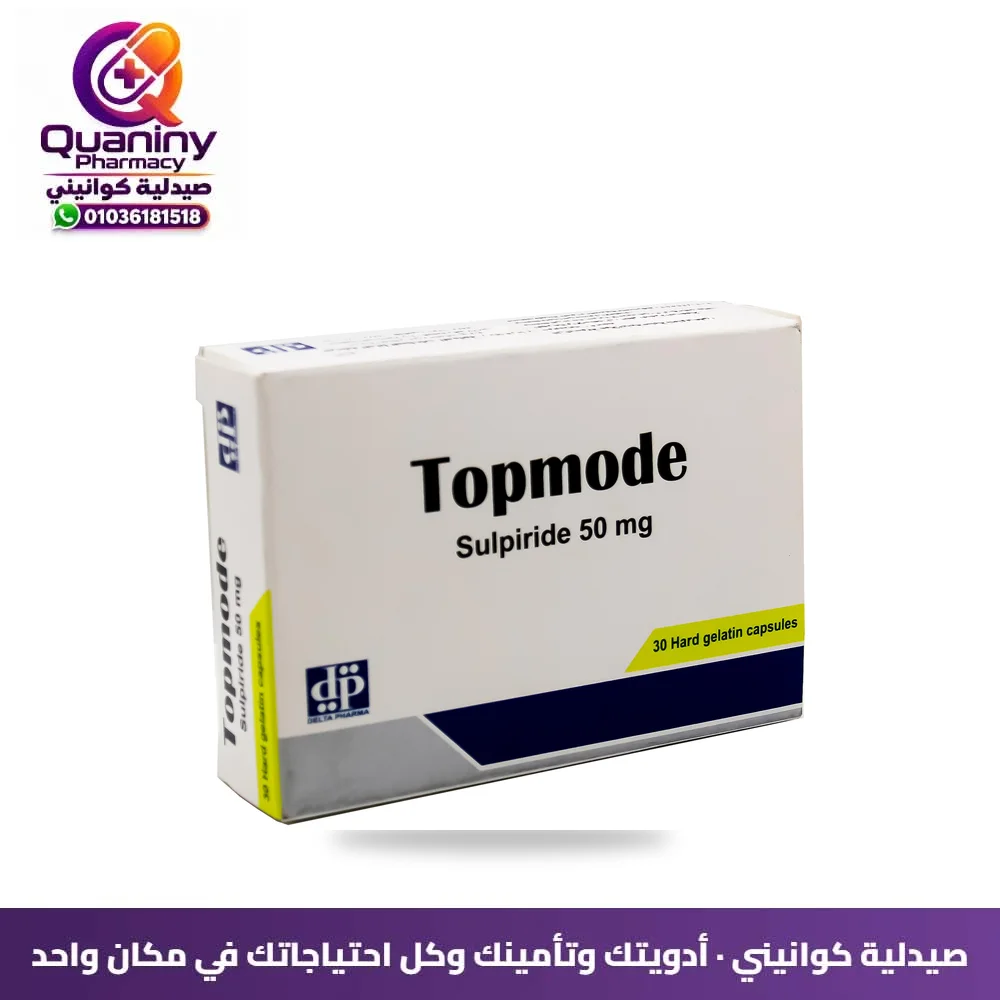 Quaniny
Pharmacy
صيدلية كوانيني
01036181518
Topmode
Sulpiride 50 mg
30 Hard gelatin capsules
dp
DELTA PHARMA
Topmode
Sulpiride 50 mg
30 Hard gelatin capsules
صيدلية كوانيني • أدويتك وتأمينك وكل احتياجاتك في مكان واحد